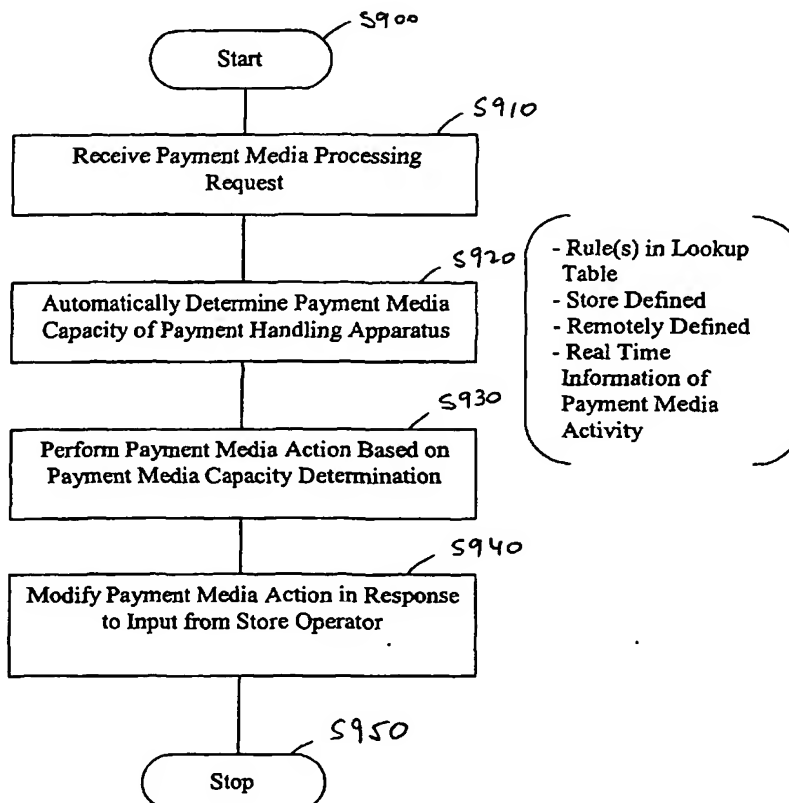 S900
Start
S910
Receive Payment Media Processing
Request
S920
Automatically Determine Payment Media
Capacity of Payment Handling Apparatus
- Rule(s) in Lookup
Table
- Store Defined
- Remotely Defined
- Real Time
Information of
Payment Media
Activity
S930
Perform Payment Media Action Based on
Payment Media Capacity Determination
S940
Modify Payment Media Action in Response
to Input from Store Operator
S950
Stop